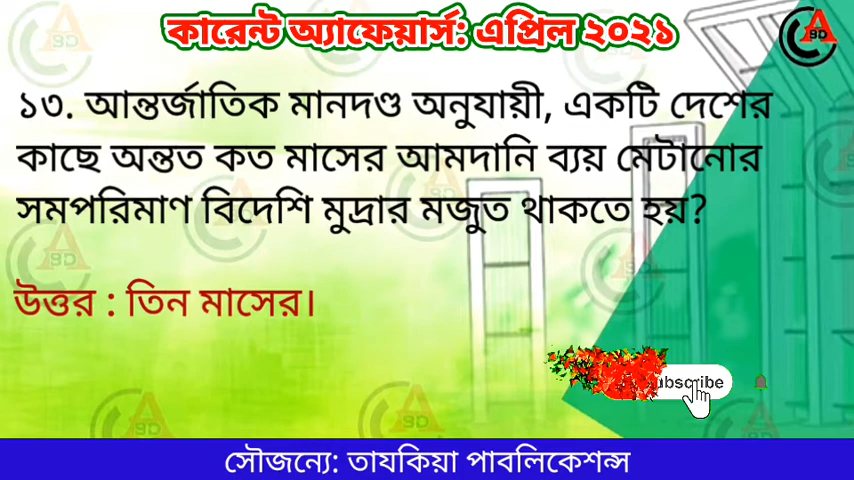 কারেন্ট অ্যাফেয়ার্স: এপ্রিল ২০২১
১৩. আন্তর্জাতিক মানদণ্ড অনুযায়ী, একটি দেশের
কাছে অন্তত কত মাসের আমদানি ব্যয় মেটানোর
সমপরিমাণ বিদেশি মুদ্রার মজুত থাকতে হয়?
উত্তর : তিন মাসের।
ubscribe
সৌজন্যে: তাযকিয়া পাবলিকেশন্স